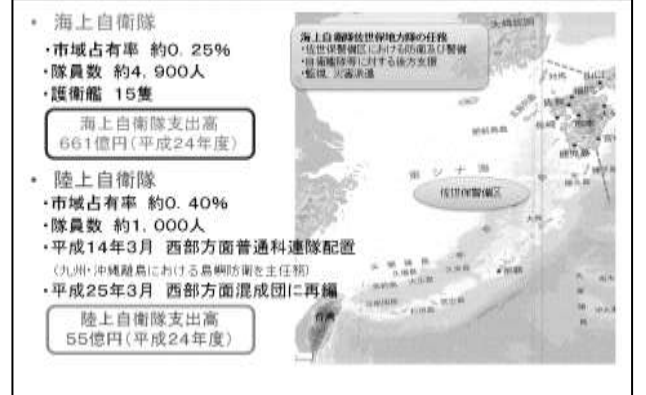 ・ 海上自衛隊
・市域占有率 約0.25%
・隊員数 約4,900人
・護衛艦 15隻
海上自衛隊支出高
661億円(平成24年度)
・ 陸上自衛隊
・市域占有率 約0.40%
・隊員数 約1,000人
・平成14年3月 西部方面普通科連隊配置
(九州・沖縄離島における島嶼防衛を主任務)
・平成25年3月 西部方面混成団に再編
陸上自衛隊支出高
55億円(平成24年度)
海上自衛隊佐世保地方隊の任務
・佐世保警備区における防衛及び警備
・自衛艦隊等に対する後方支援
・監視、災害派遣
東シナ海
佐世保警備区
台湾